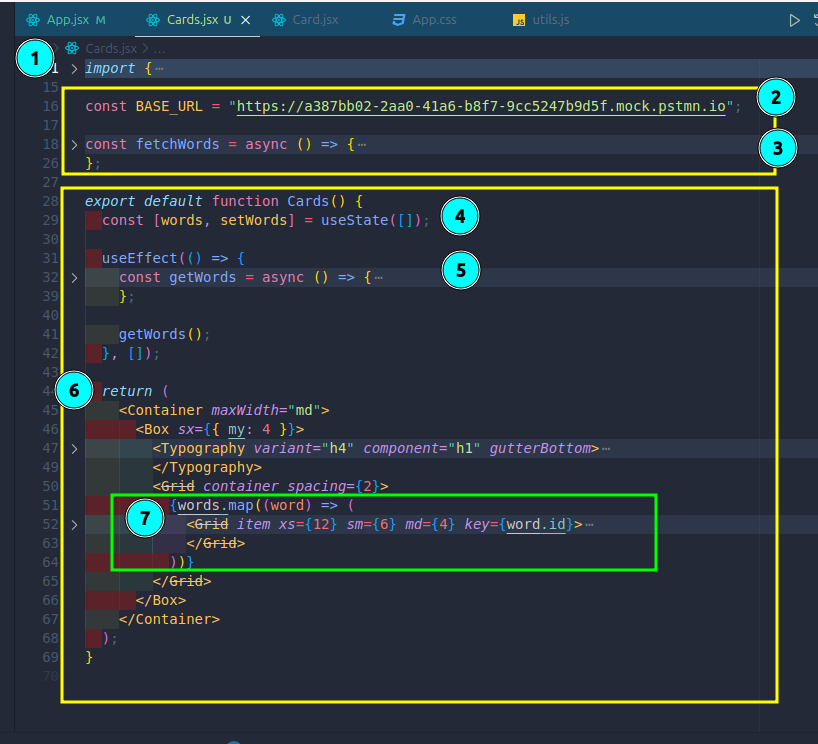 App.jsx M Cards.jsx U × Card.jsx App.css JS utils.js
Cards.jsx > ...
1
1 import {⋯
15
16 const BASE_URL = "https://a387bb02-2aa0-41a6-b8f7-9cc5247b9d5f.mock.pstmn.io";
2
17
18 const fetchWords = async () => {⋯
3
26 };
27
28 export default function Cards() {
29 const [words, setWords] = useState([]);
4
30
31 useEffect(() => {
32 const getWords = async () => {⋯
5
39 };
40
41 getWords();
42 }, []);
43
44 return (
6
45 <Container maxWidth="md">
46 <Box sx={{ my: 4 }}>
47 <Typography variant="h4" component="h1" gutterBottom>⋯
49 </Typography>
50 <Grid container spacing={2}>
51 {words.map((word) => (
7
52 <Grid item xs={12} sm={6} md={4} key={word.id}>⋯
63 </Grid>
64 ))}
65 </Grid>
66 </Box>
67 </Container>
68 );
69 }
70